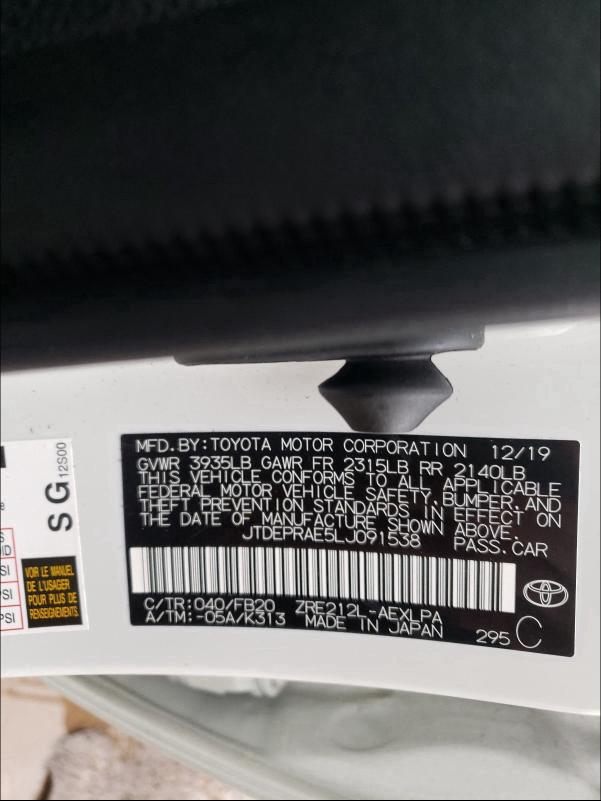 MFD. BY: TOYOTA MOTOR CORPORATION 12/19
GVWR 3935LB GAWR FR 2315LB RR 2140LB
THIS VEHICLE CONFORMS TO ALL APPLICABLE
FEDERAL MOTOR VEHICLE SAFETY, BUMPER, AND
THEFT PREVENTION STANDARDS IN EFFECT ON
THE DATE OF MANUFACTURE SHOWN ABOVE.
JTDEPRAE5LJ091538 PASS. CAR
C/TR: 040/FB20 ZRE212L-AEXLPA
A/TM: -05A/K313 MADE IN JAPAN
295 C
SG 12S00
VOIR LE MANUEL
DE L'USAGER
POUR PLUS DE
RENSEIGNEMENTS
PSI
PSI
PSI